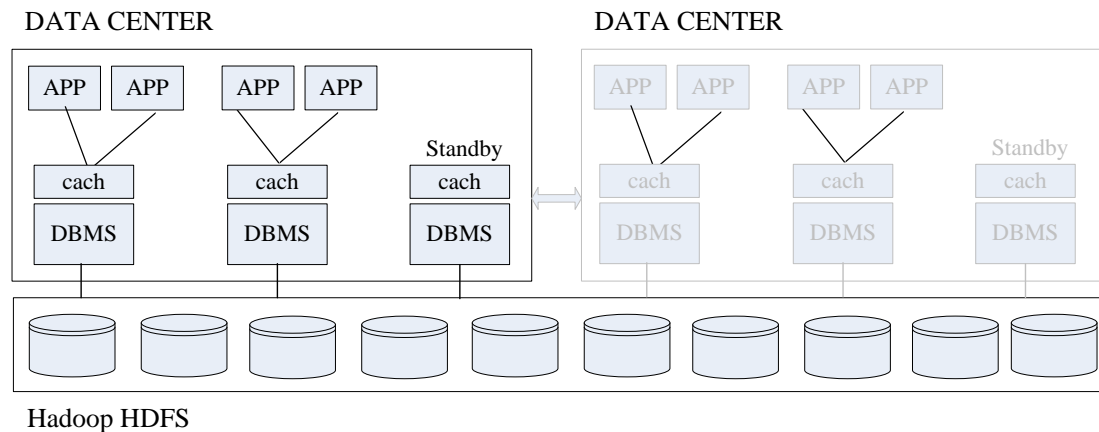 DATA CENTER DATA CENTER
APP APP APP APP APP APP APP APP
Standby Standby
cach cach cach cach cach cach
DBMS DBMS DBMS DBMS DBMS DBMS
Hadoop HDFS